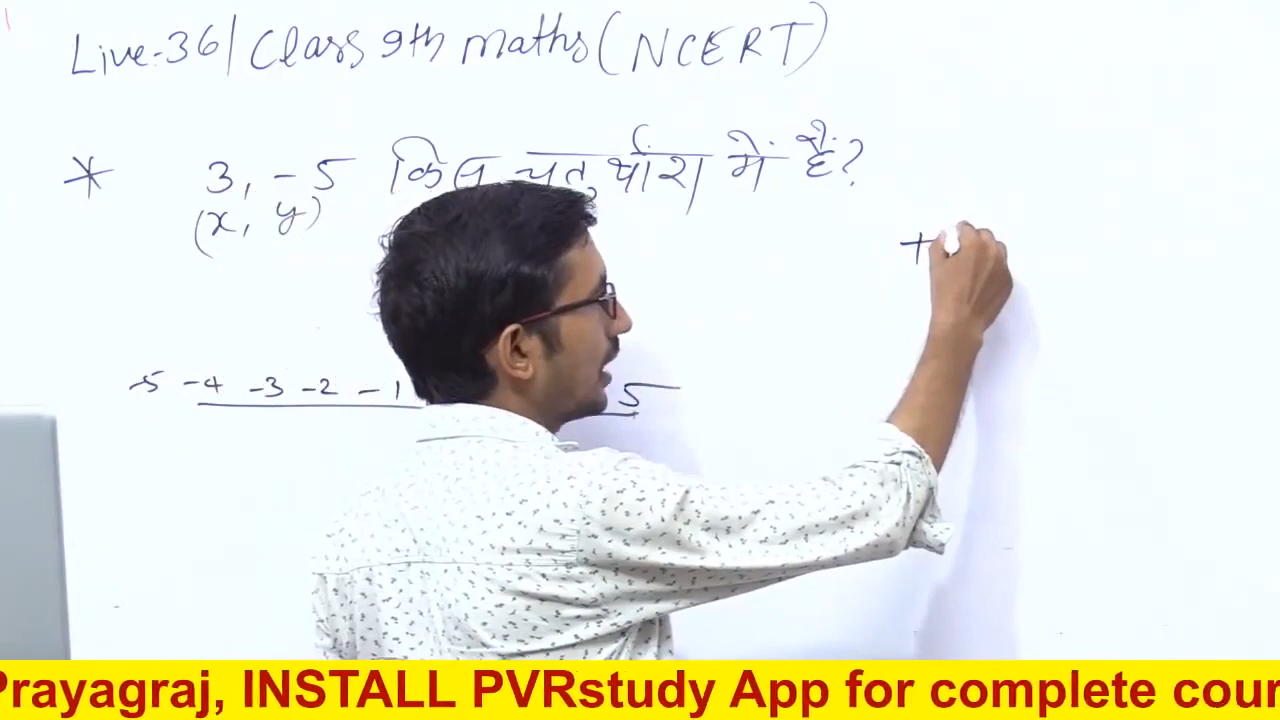 Live-36/ Class 9th maths (NCERT)
* 3, -5 किस चतुर्थांश में हैं?
(x, y)
+
-5 -4 -3 -2 -1 5
Prayagraj, INSTALL PVRstudy App for complete cour